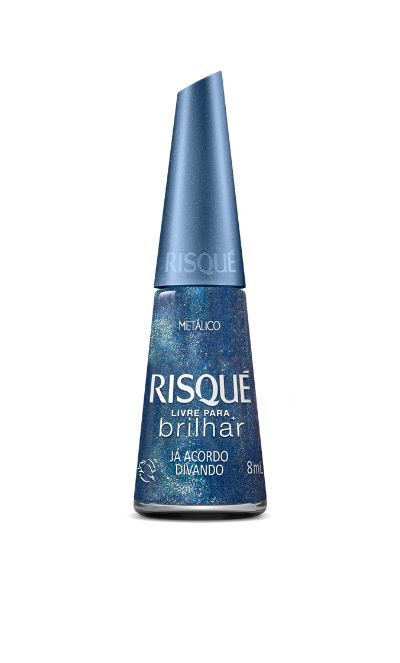 RISQUÉ
METÁLICO
RISQUÉ
LIVRE PARA
brilhar
JÁ ACORDO
DIVANDO
8mL